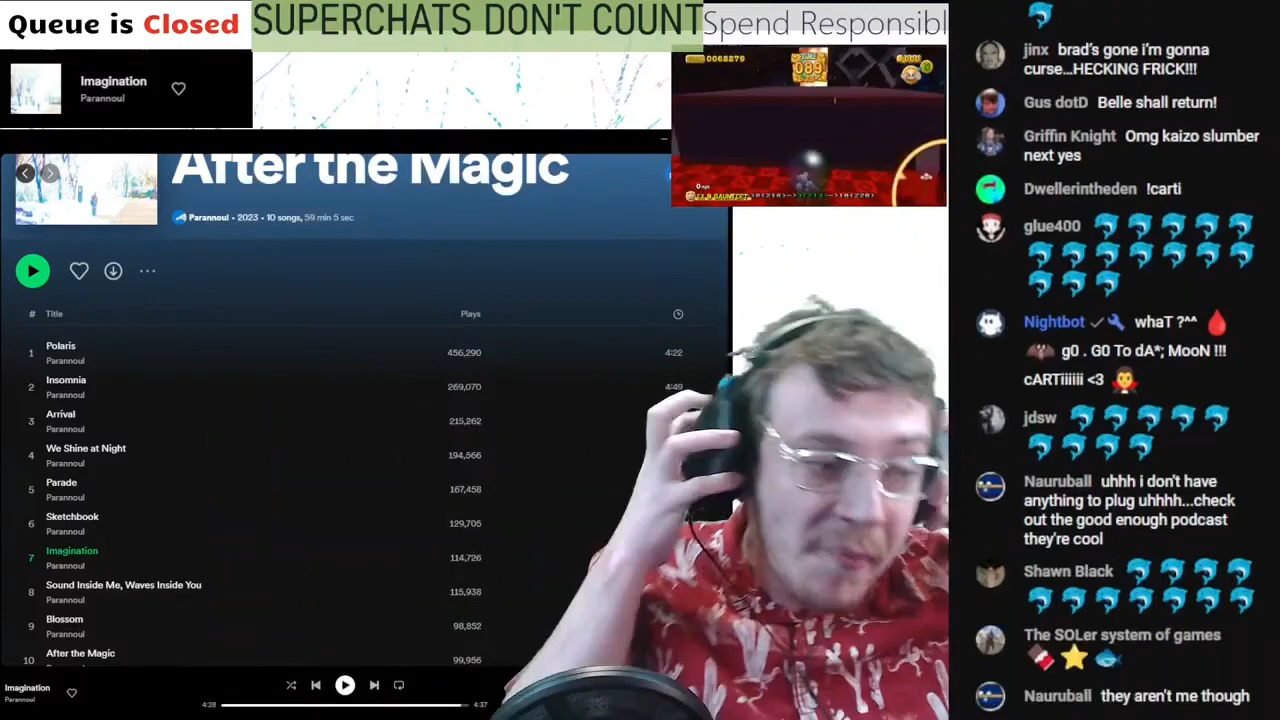 Queue is Closed
SUPERCHATS DON'T COUNT
Spend Responsibl
Imagination
Parannoul
0068279
TIME
089
After the Magic
Parannoul • 2023 • 10 songs, 59 min 5 sec
# Title Plays
1 Polaris 456,290 4:22
Parannoul
2 Insomnia 269,070 4:49
Parannoul
3 Arrival 215,262
Parannoul
4 We Shine at Night 194,566
Parannoul
5 Parade 167,458
Parannoul
6 Sketchbook 129,705
Parannoul
7 Imagination 114,726
Parannoul
8 Sound Inside Me, Waves Inside You 115,938
Parannoul
9 Blossom 98,852
Parannoul
10 After the Magic 99,956
Imagination
Parannoul
4:28 4:37
jinx brad's gone i'm gonna
curse...HECKING FRICK!!!
Gus dotD Belle shall return!
Griffin Knight Omg kaizo slumber
next yes
Dwellerintheden !carti
glue400 🐬🐬🐬🐬🐬
🐬🐬🐬🐬🐬🐬🐬
🐬🐬🐬
Nightbot whaT ?^^ 🩸
🦇 g0 . G0 To dA*; MooN !!!
cARTiiiiii <3 🧛
jdsw 🐬🐬🐬🐬🐬
🐬🐬🐬🐬
Nauruball uhhh i don't have
anything to plug uhhh...check
out the good enough podcast
they're cool
Shawn Black 🐬🐬🐬🐬
🐬🐬🐬🐬🐬🐬🐬
The SOLer system of games
🍫⭐🐟
Nauruball they aren't me though